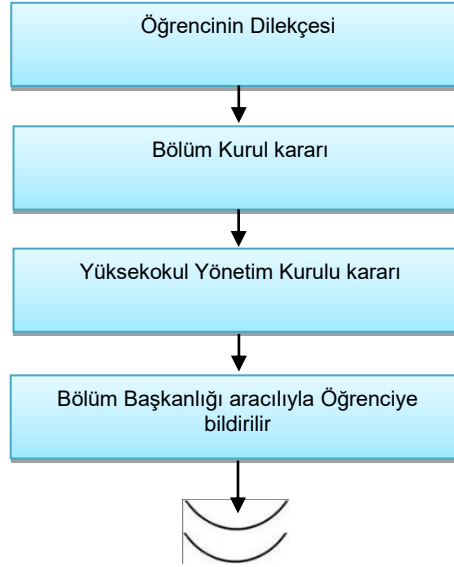 Öğrencinin Dilekçesi
Bölüm Kurul kararı
Yüksekokul Yönetim Kurulu kararı
Bölüm Başkanlığı aracılıyla Öğrenciye
bildirilir